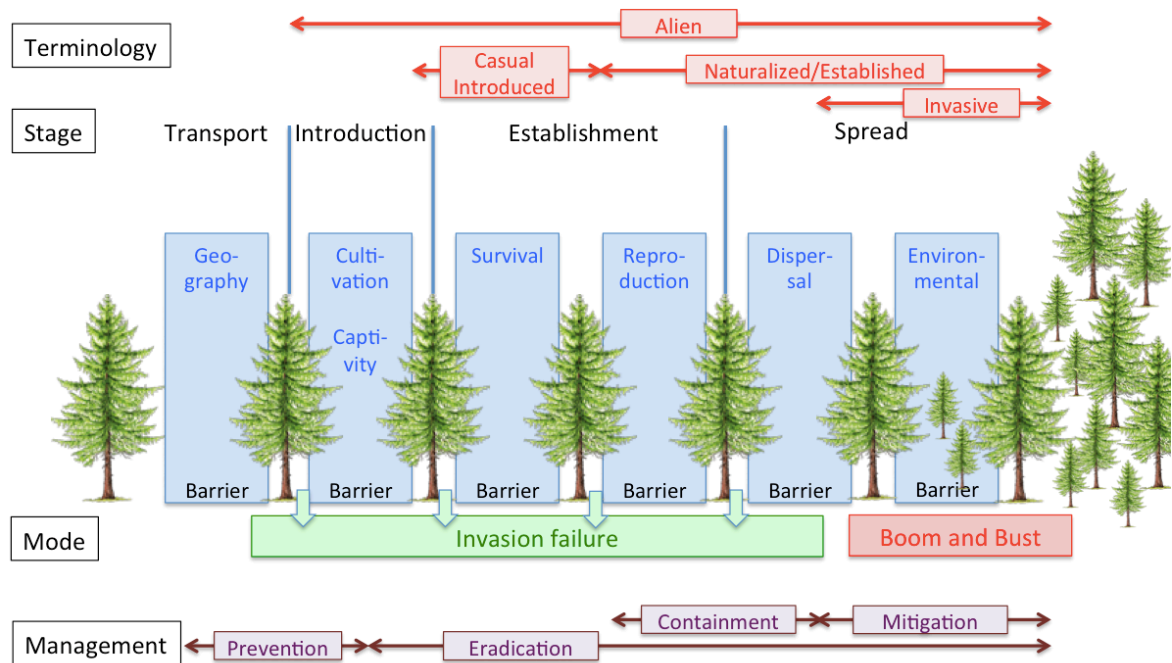 Terminology
Alien
Casual
Introduced
Naturalized/Established
Invasive
Stage
Transport
Introduction
Establishment
Spread
Geo-
graphy
Culti-
vation
Capti-
vity
Survival
Repro-
duction
Disper-
sal
Environ-
mental
Barrier
Barrier
Barrier
Barrier
Barrier
Barrier
Mode
Invasion failure
Boom and Bust
Management
Prevention
Eradication
Containment
Mitigation